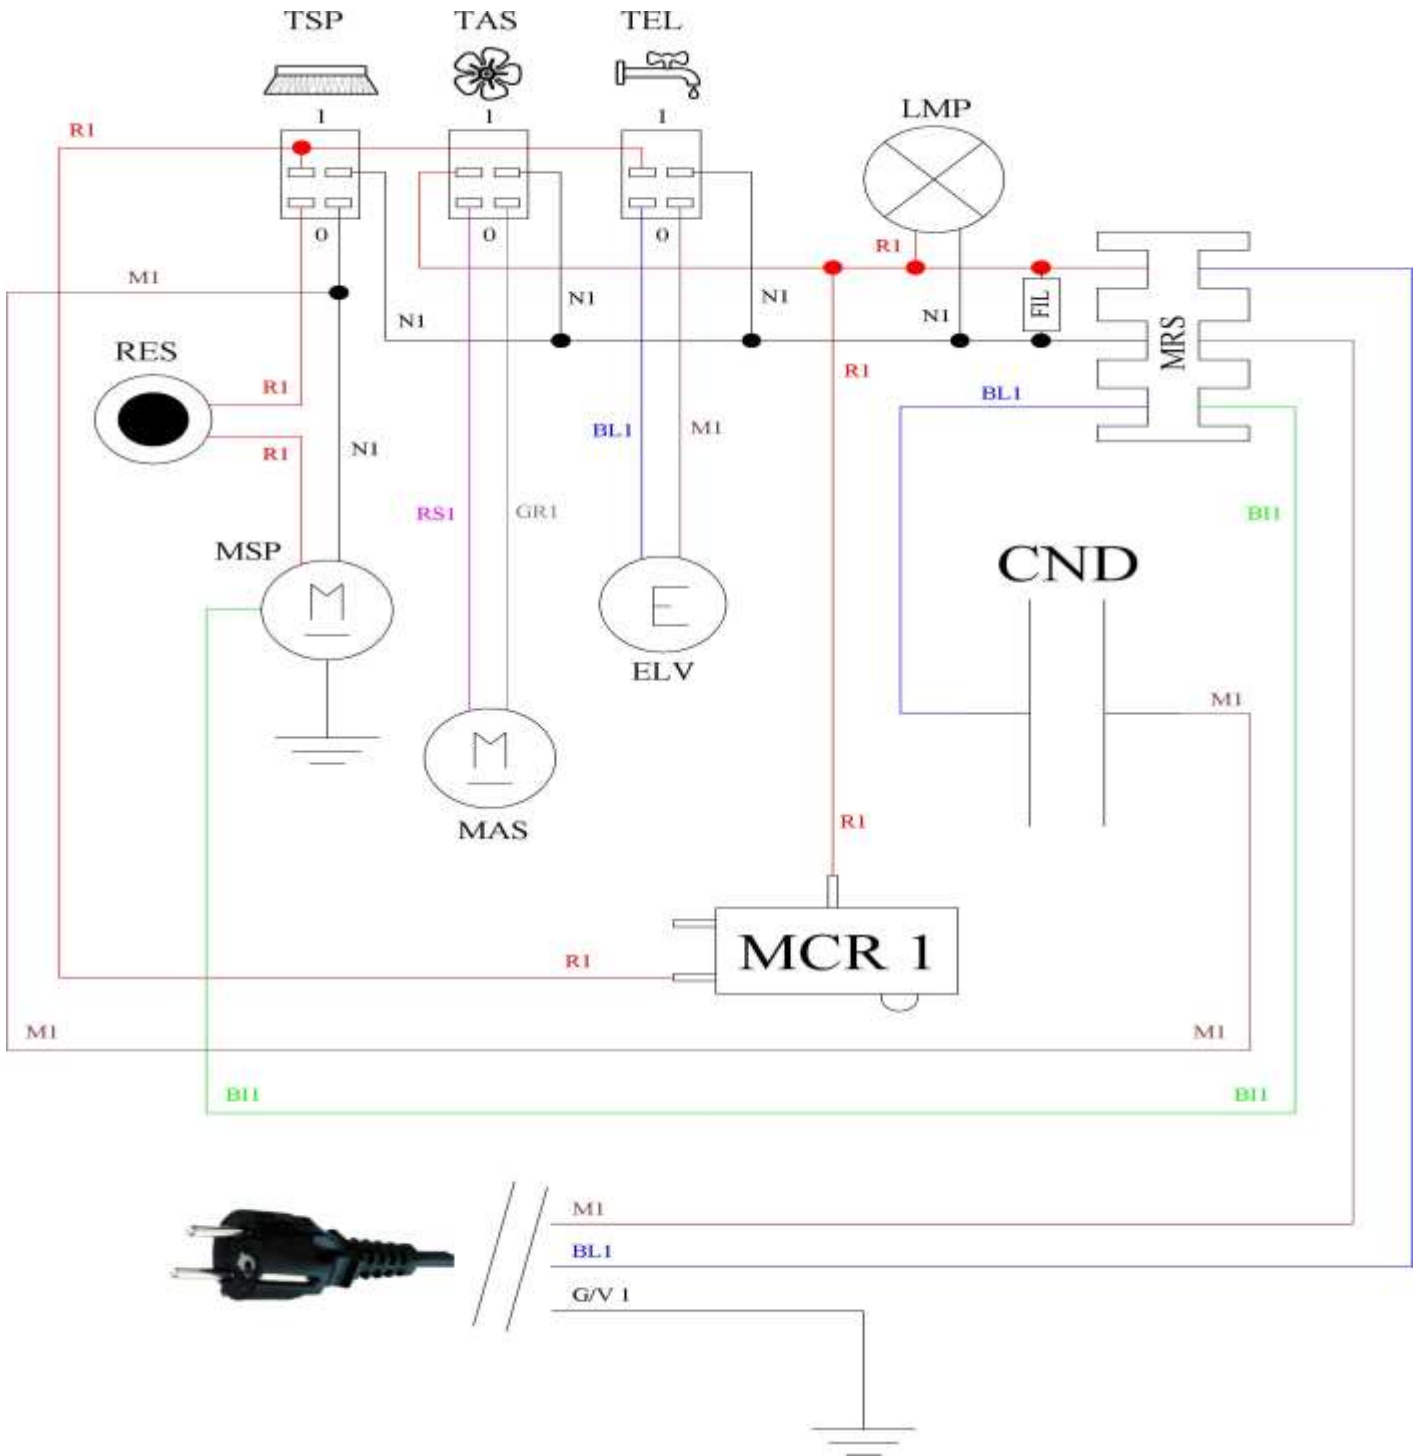 TSP TAS TEL
1 1 1
LMP
R1
0 0 0
R1
M1
N1 N1 N1
N1
FIL
MRS
RES
R1
R1
BL1
R1
N1
BL1 M1
RS1 GR1
BI1
MSP
M
CND
E
ELV
M1
M
MAS
R1
MCR 1
R1
M1 M1
BI1 BI1
M1
BL1
G/V 1